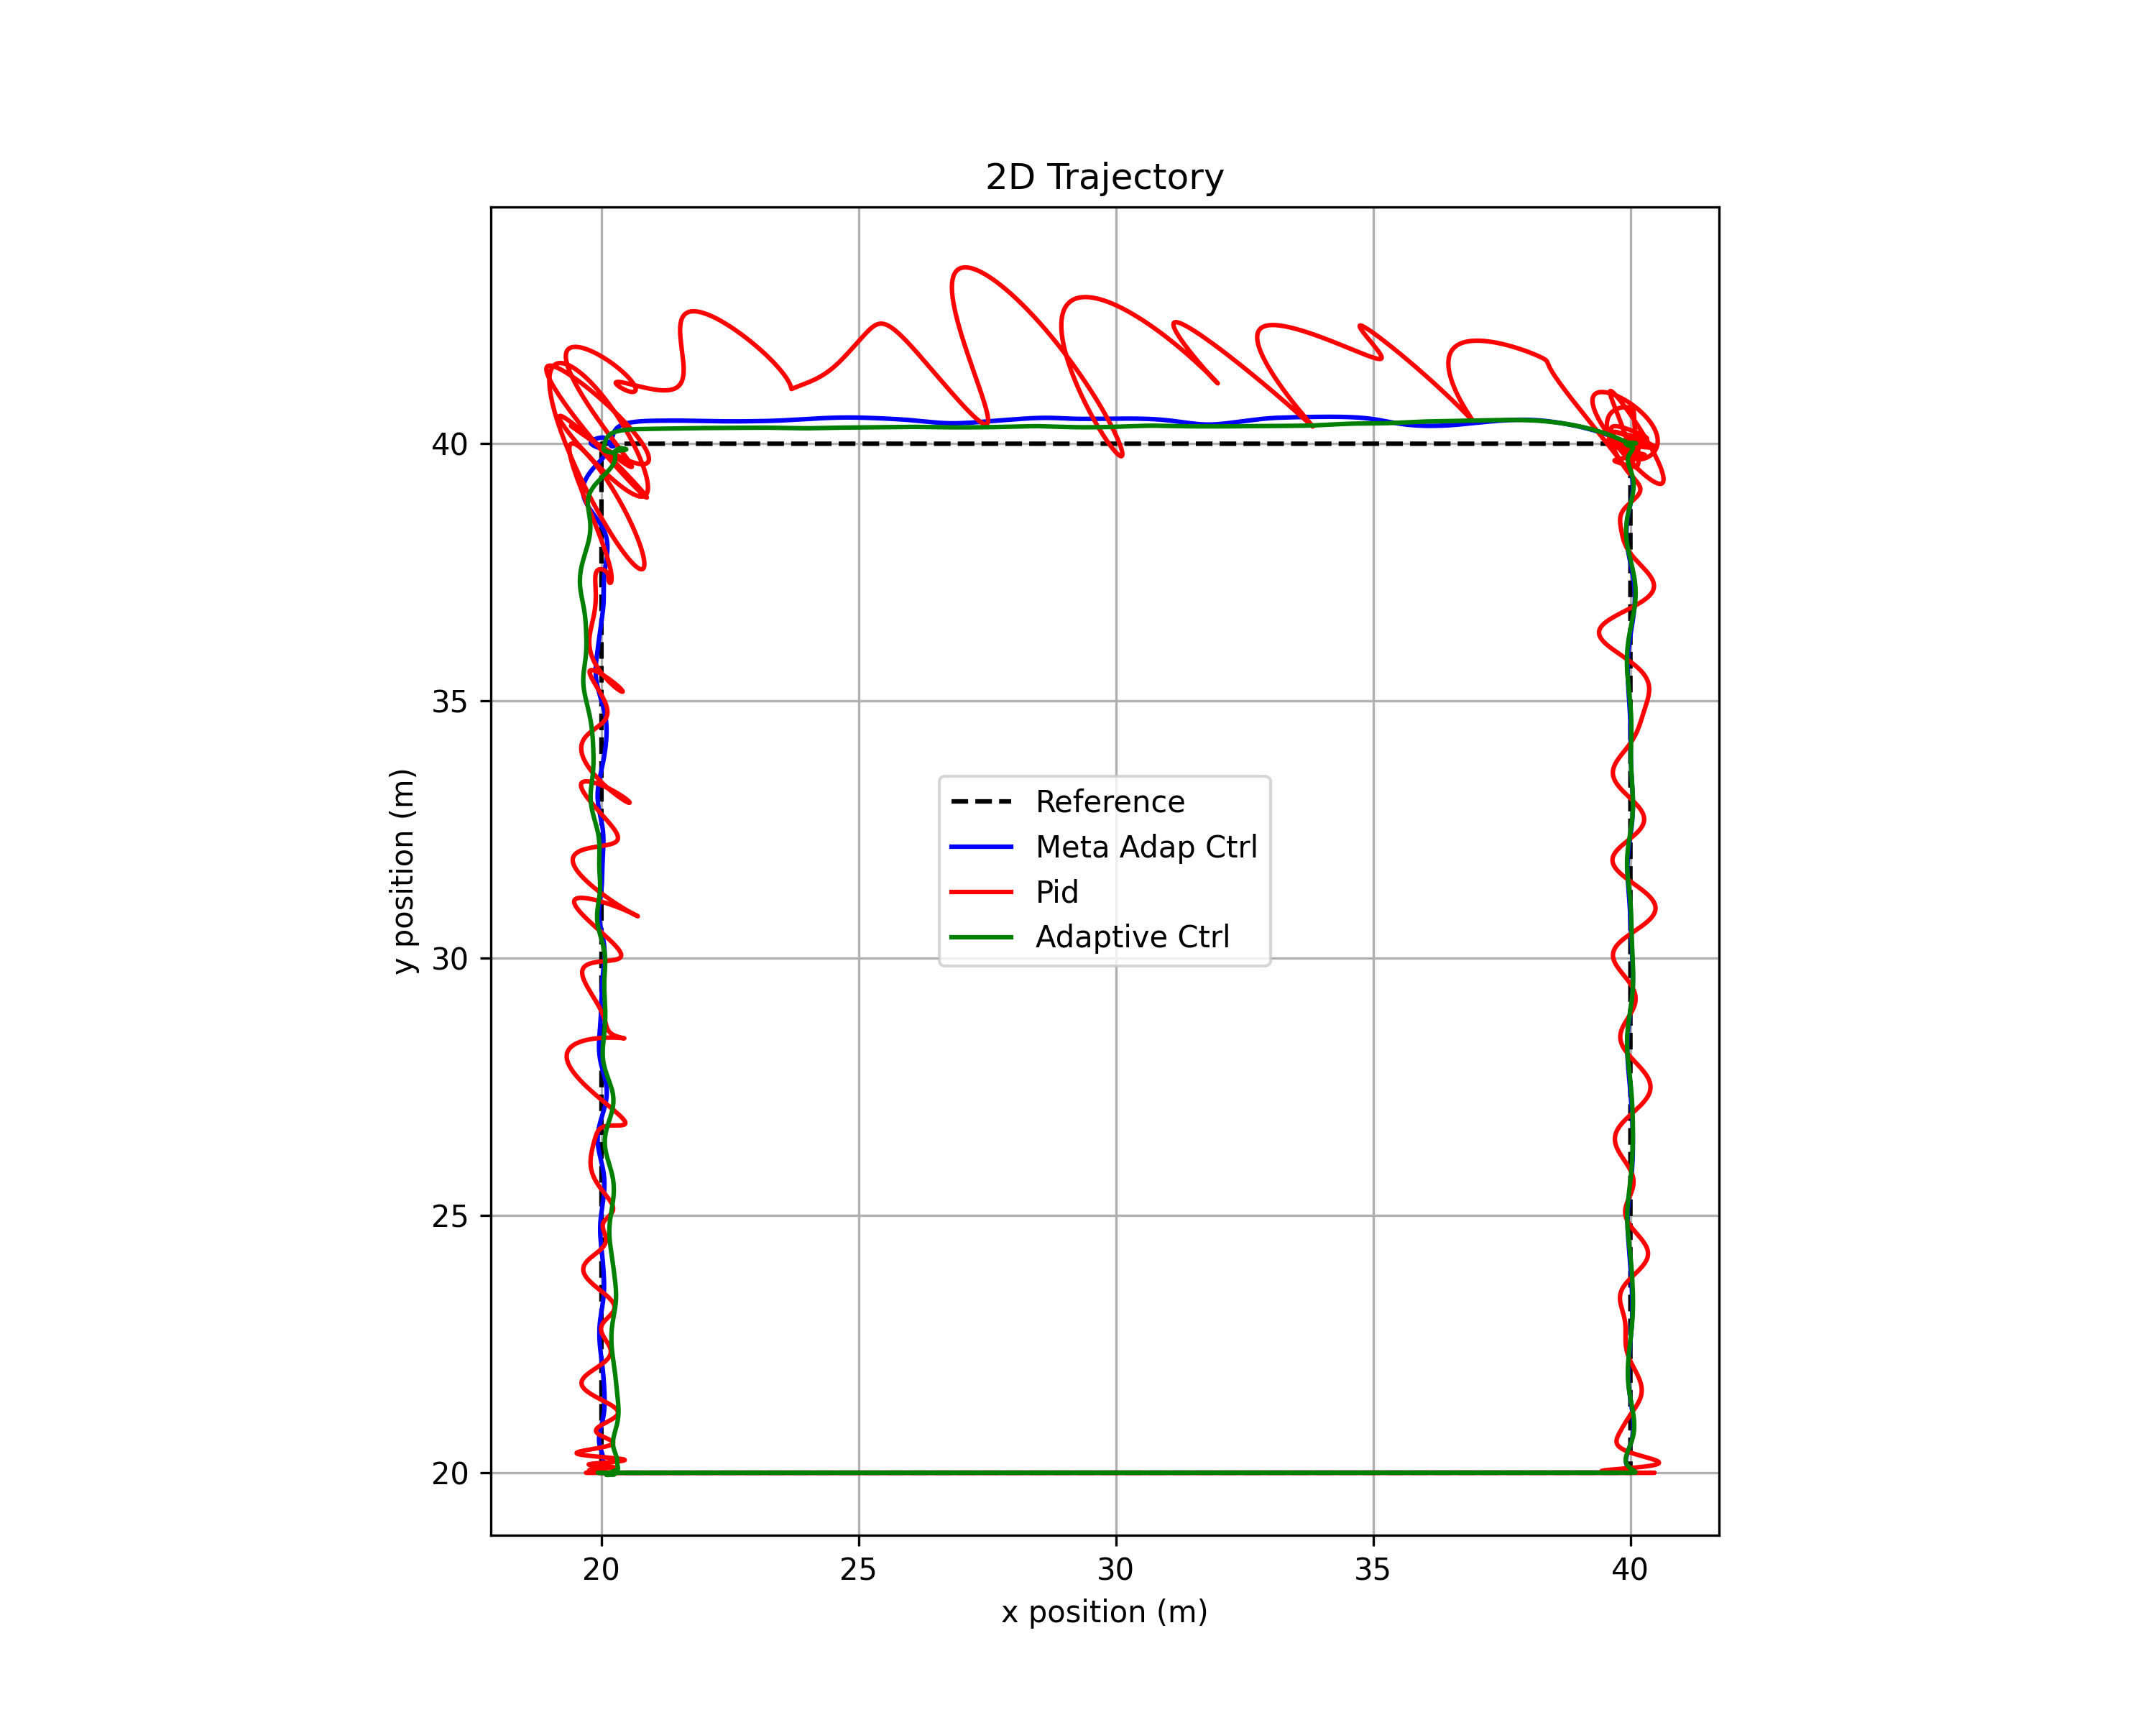 2D Trajectory
40
35
30
25
20
y position (m)
Reference
Meta Adap Ctrl
Pid
Adaptive Ctrl
20 25 30 35 40
x position (m)